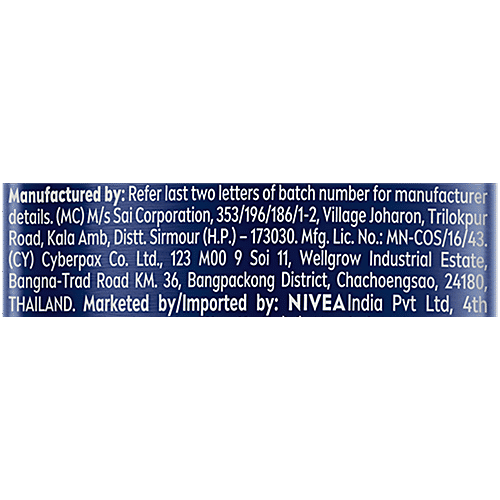 Manufactured by: Refer last two letters of batch number for manufacturer
details. (MC) M/s Sai Corporation, 353/196/186/1-2, Village Joharon, Trilokpur
Road, Kala Amb, Distt. Sirmour (H.P.) – 173030. Mfg. Lic. No.: MN-COS/16/43.
(CY) Cyberpax Co. Ltd., 123 M00 9 Soi 11, Wellgrow Industrial Estate,
Bangna-Trad Road KM. 36, Bangpackong District, Chachoengsao, 24180,
THAILAND. Marketed by/Imported by: NIVEA India Pvt Ltd, 4th